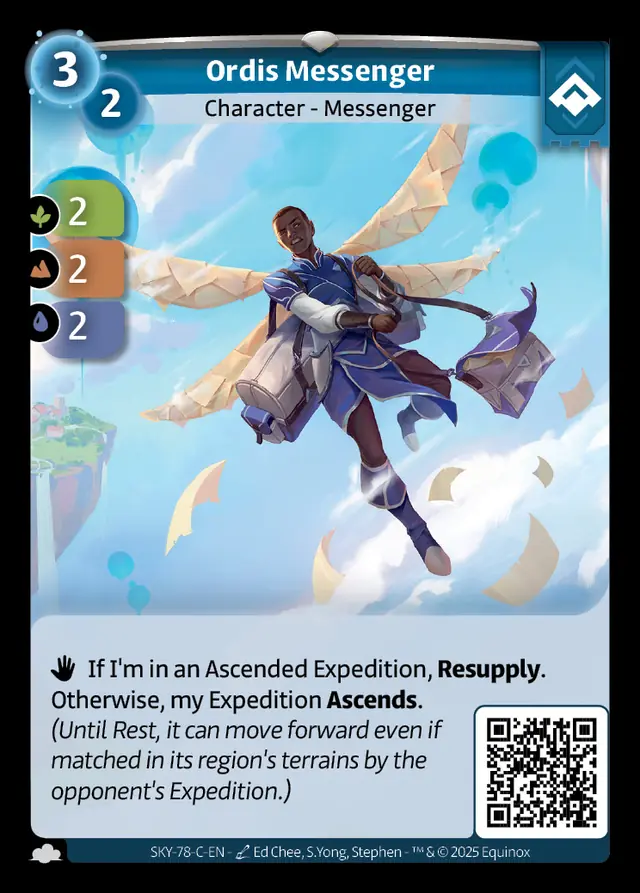 3
2
Ordis Messenger
Character - Messenger
2
2
2
If I'm in an Ascended Expedition, Resupply.
Otherwise, my Expedition Ascends.
(Until Rest, it can move forward even if
matched in its region's terrains by the
opponent's Expedition.)
SKY-78-C-EN - Ed Chee, S.Yong, Stephen - ™ & © 2025 Equinox